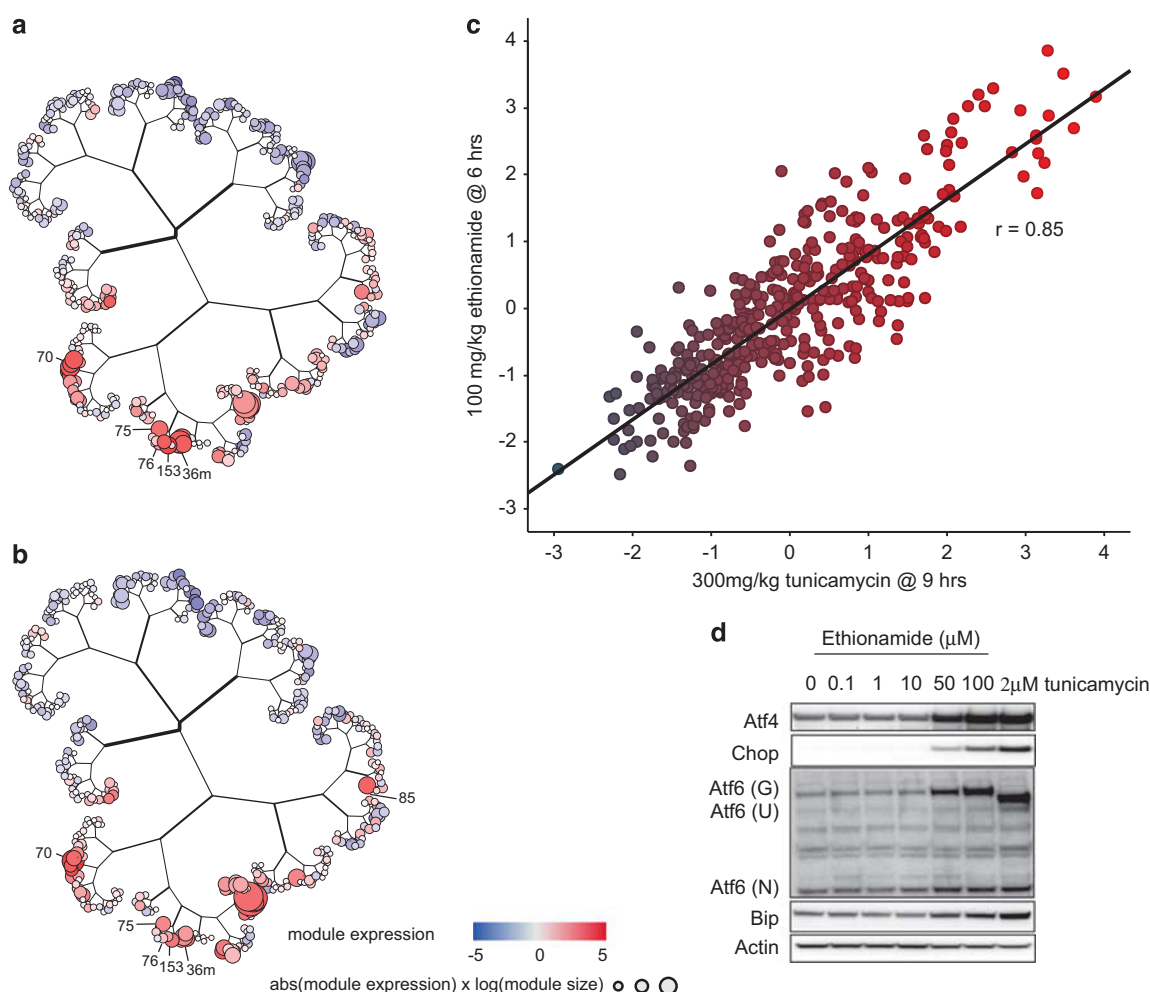 a
70
75
76 153 36m
b
85
70
75
76 153 36m
module expression
-5 0 5
abs(module expression) x log(module size)
c
4
3
2
1
0
-1
-2
-3
100 mg/kg ethionamide @ 6 hrs
r = 0.85
-3 -2 -1 0 1 2 3 4
300mg/kg tunicamycin @ 9 hrs
d
Ethionamide (μM)
0 0.1 1 10 50 100 2μM tunicamycin
Atf4
Chop
Atf6 (G)
Atf6 (U)
Atf6 (N)
Bip
Actin